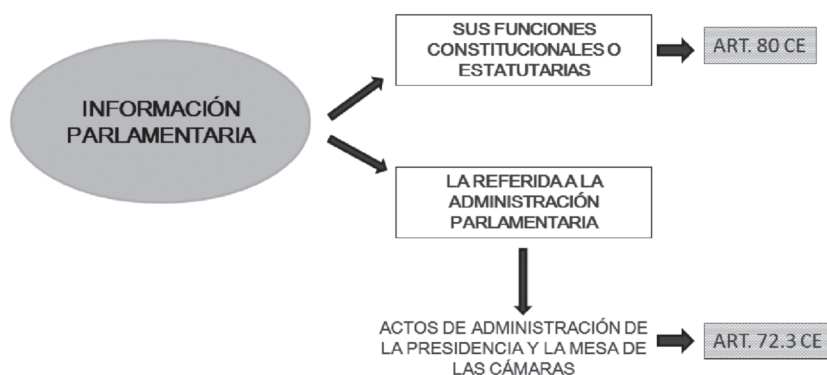 INFORMACIÓN
PARLAMENTARIA
SUS FUNCIONES
CONSTITUCIONALES O
ESTATUTARIAS
ART. 80 CE
LA REFERIDA A LA
ADMINISTRACIÓN
PARLAMENTARIA
ACTOS DE ADMINISTRACIÓN DE
LA PRESIDENCIA Y LA MESA DE
LAS CÁMARAS
ART. 72.3 CE